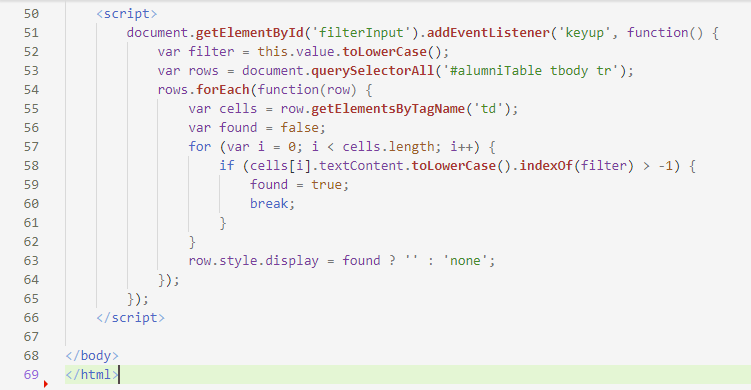 50 <script>
51 document.getElementById('filterInput').addEventListener('keyup', function() {
52 var filter = this.value.toLowerCase();
53 var rows = document.querySelectorAll('#alumniTable tbody tr');
54 rows.forEach(function(row) {
55 var cells = row.getElementsByTagName('td');
56 var found = false;
57 for (var i = 0; i < cells.length; i++) {
58 if (cells[i].textContent.toLowerCase().indexOf(filter) > -1) {
59 found = true;
60 break;
61 }
62 }
63 row.style.display = found ? '' : 'none';
64 });
65 });
66 </script>
67
68 </body>
69 </html>